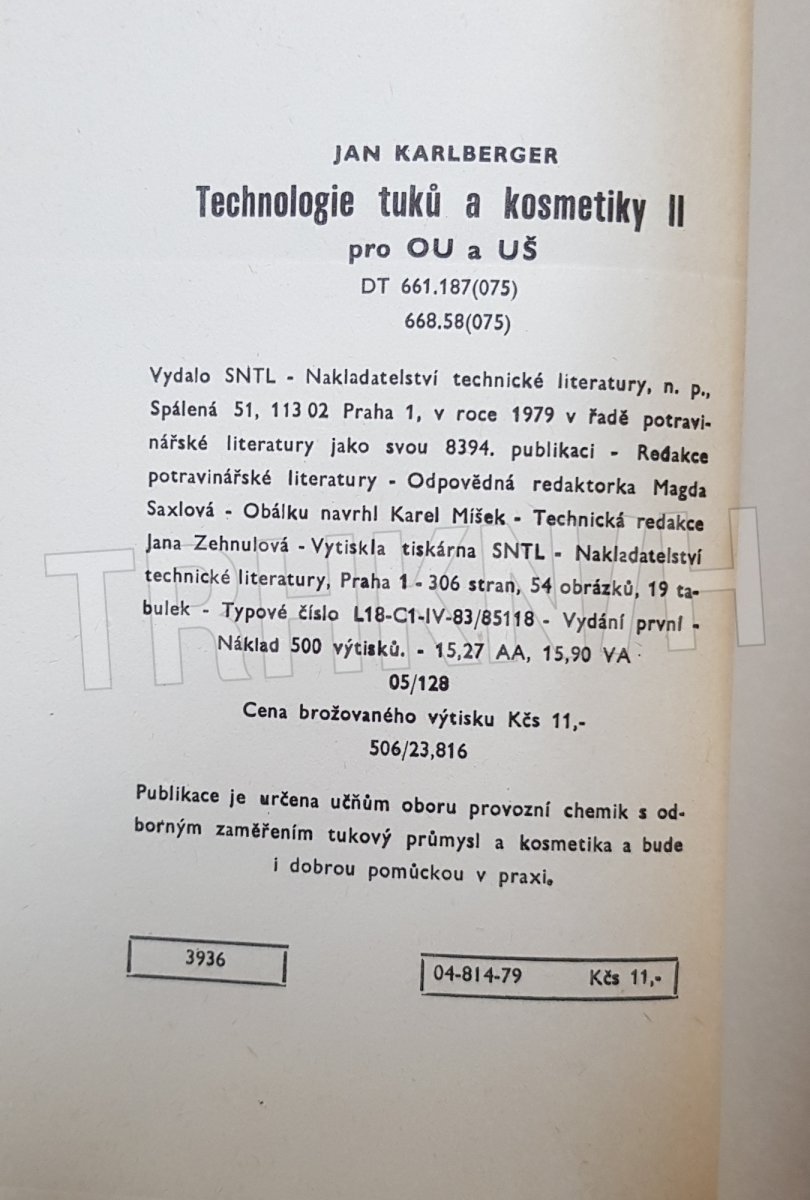 JAN KARLBERGER
Technologie tuků a kosmetiky II
pro OU a UŠ
DT 661.187(075)
668.58(075)
Vydalo SNTL - Nakladatelství technické literatury, n. p.,
Spálená 51, 113 02 Praha 1, v roce 1979 v řadě potravi-
nářské literatury jako svou 8394. publikaci - Redakce
potravinářské literatury - Odpovědná redaktorka Magda
Saxlová - Obálku navrhl Karel Míšek - Technická redakce
Jana Zehnulová - Vytiskla tiskárna SNTL - Nakladatelství
technické literatury, Praha 1 - 306 stran, 54 obrázků, 19 ta-
bulek - Typové číslo L18-C1-IV-83/85118 - Vydání první -
Náklad 500 výtisků. - 15,27 AA, 15,90 VA
05/128
Cena brožovaného výtisku Kčs 11,-
506/23,816
Publikace je určena učňům oboru provozní chemik s od-
borným zaměřením tukový průmysl a kosmetika a bude
i dobrou pomůckou v praxi.
3936
04-814-79 Kčs 11,-
TRHKNIH